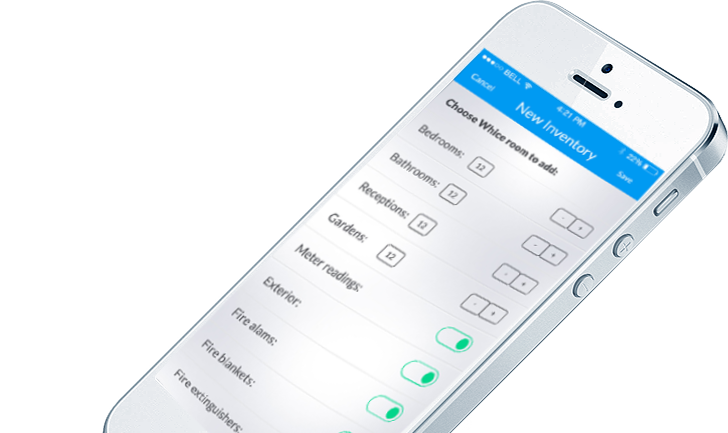 BELL 4:21 PM 22%
Cancel New Inventory Save
Choose Whice room to add:
Bedrooms: 12 - +
Bathrooms: 12 - +
Receptions: 12 - +
Gardens: 12 - +
Meter readings:
Exterior:
Fire alams:
Fire blankets:
Fire extinguishers: